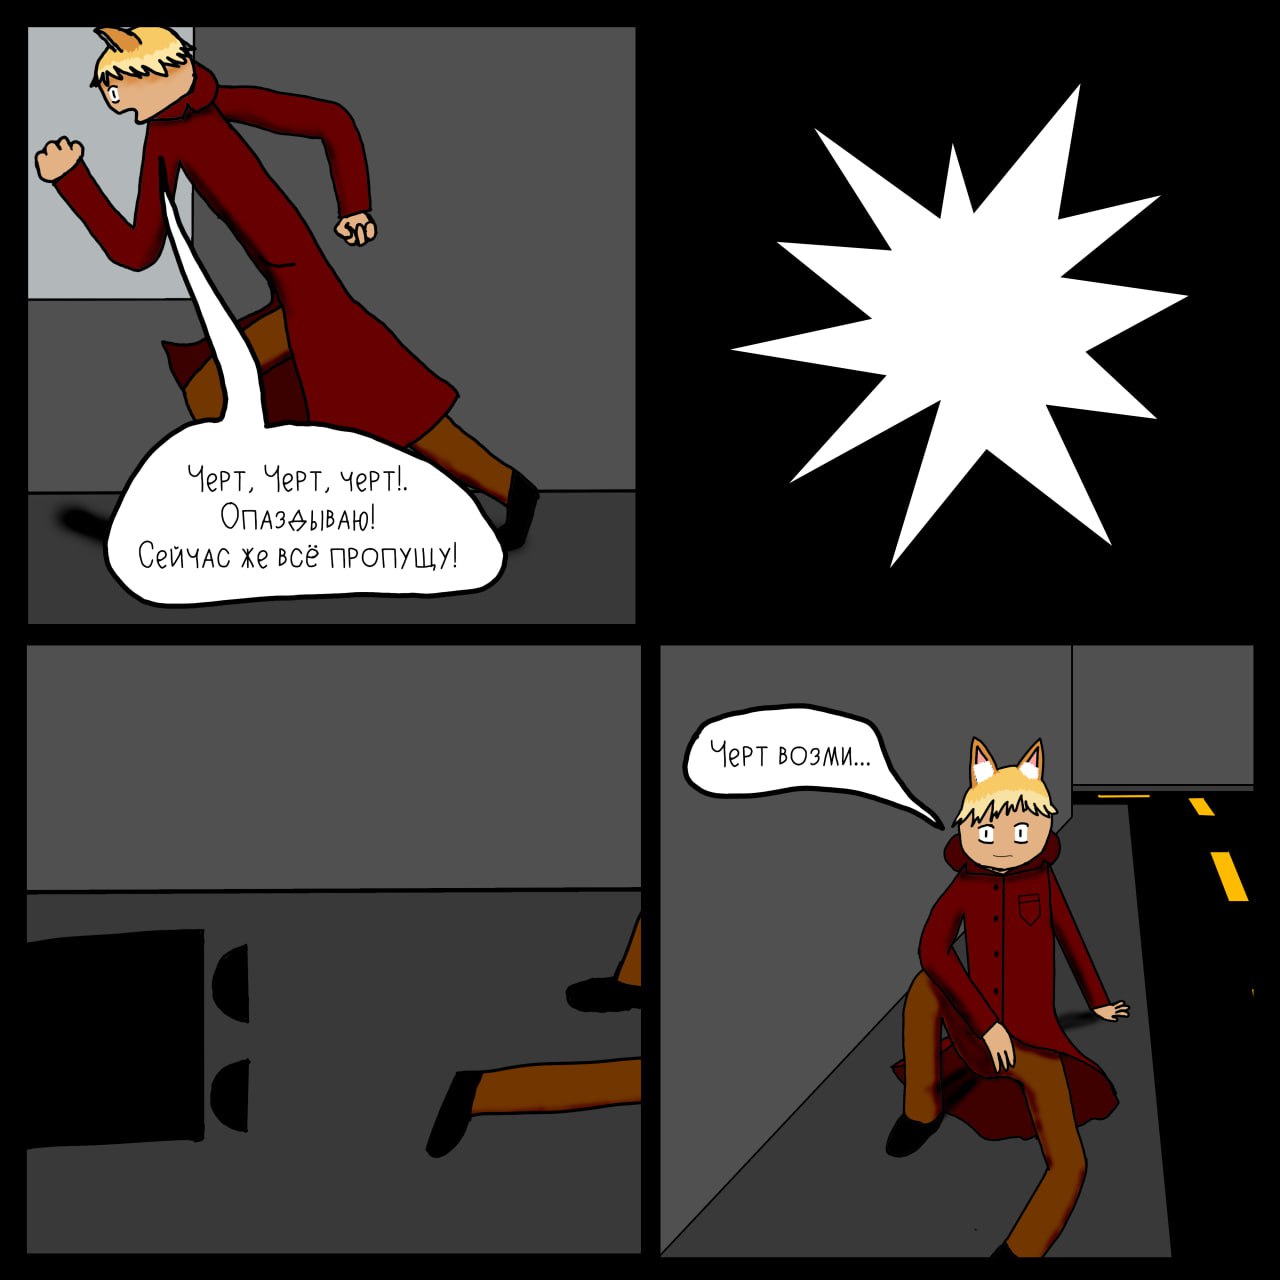 Черт, Черт, черт!.
Опаздываю!
Сейчас же всё пропущу!
Черт возми...